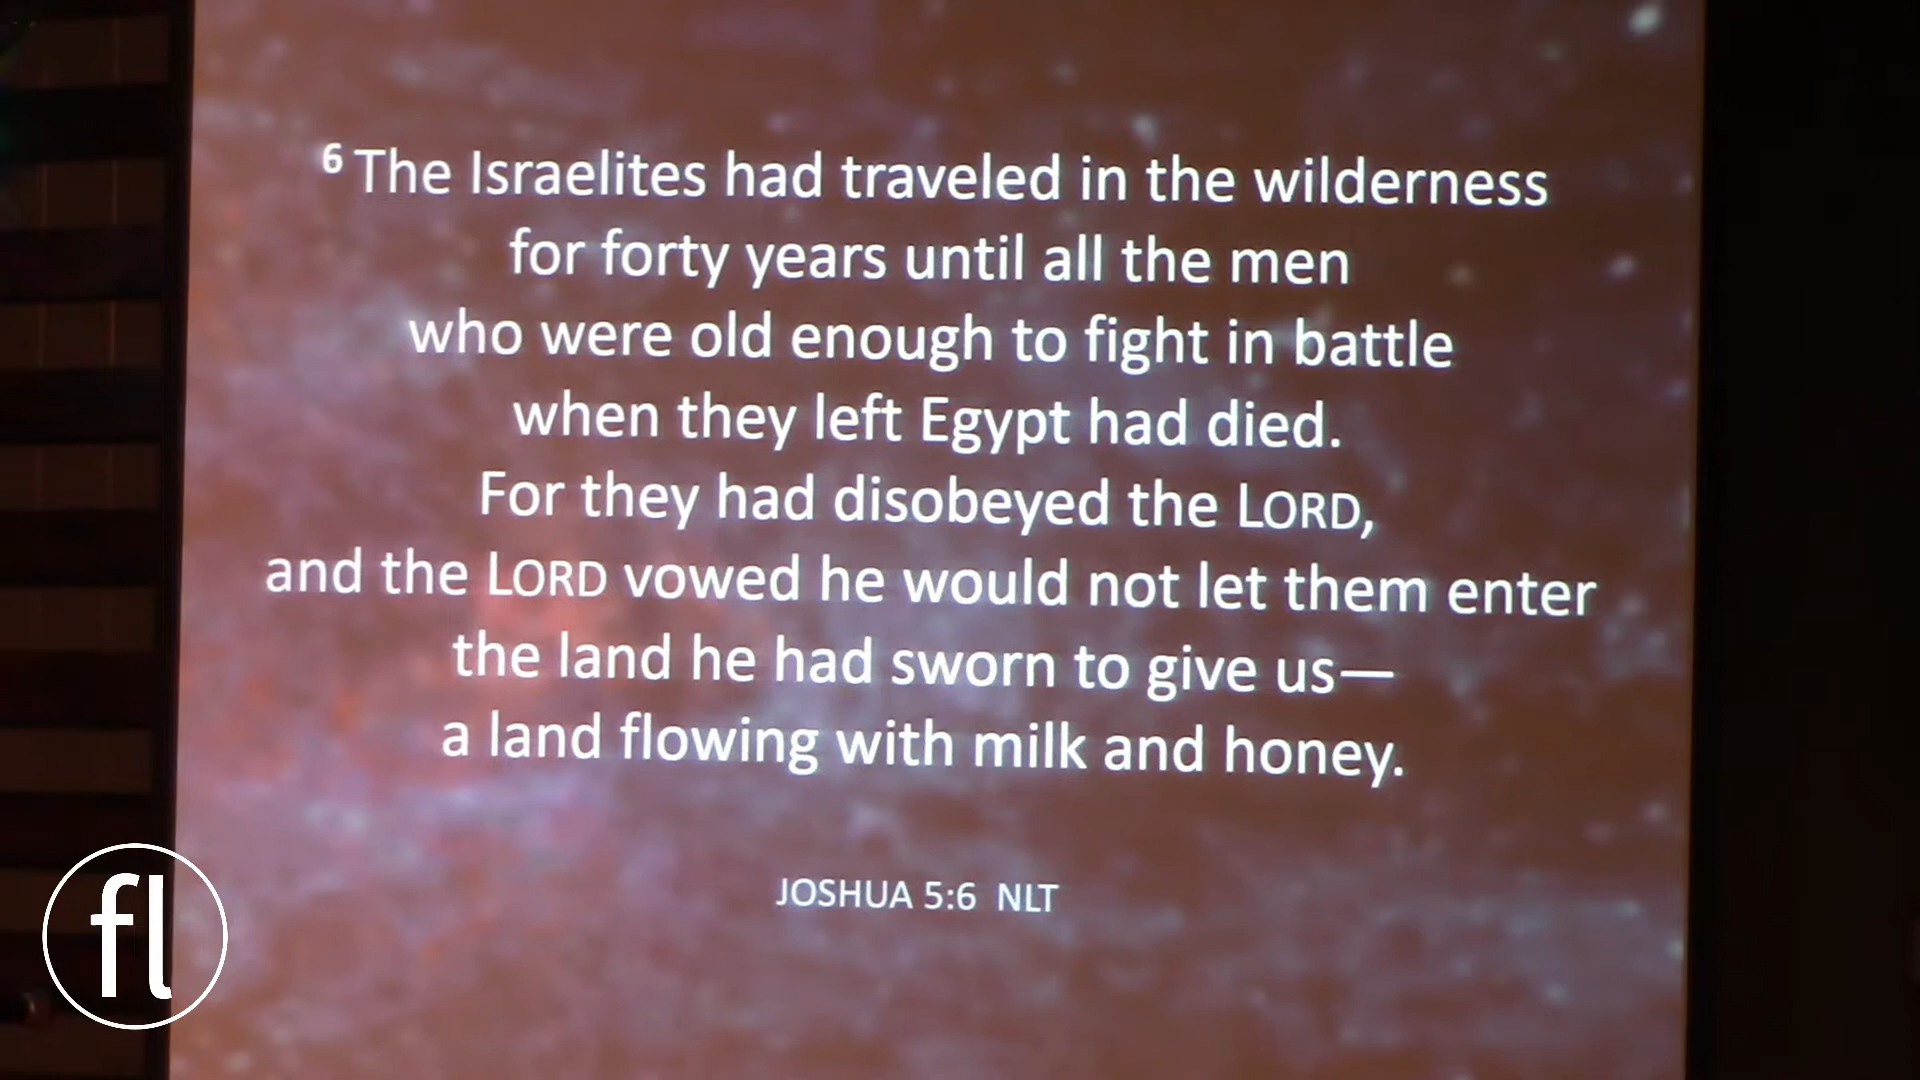 6 The Israelites had traveled in the wilderness
for forty years until all the men
who were old enough to fight in battle
when they left Egypt had died.
For they had disobeyed the LORD,
and the LORD vowed he would not let them enter
the land he had sworn to give us—
a land flowing with milk and honey.
JOSHUA 5:6 NLT
fl